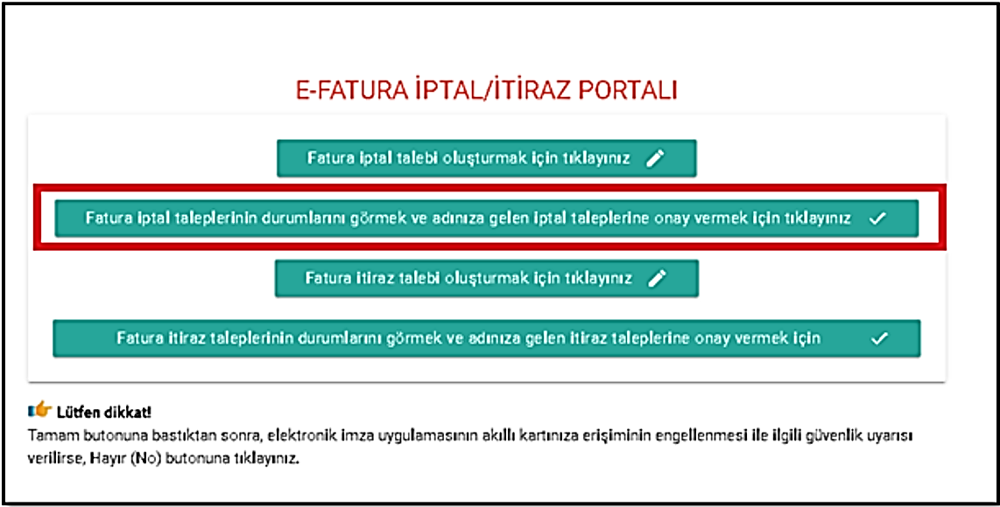 E-FATURA İPTAL/İTİRAZ PORTALI
Fatura iptal talebi oluşturmak için tıklayınız
Fatura iptal taleplerinin durumlarını görmek ve adınıza gelen iptal taleplerine onay vermek için tıklayınız
Fatura itiraz talebi oluşturmak için tıklayınız
Fatura itiraz taleplerinin durumlarını görmek ve adınıza gelen itiraz taleplerine onay vermek için
Lütfen dikkat!
Tamam butonuna bastıktan sonra, elektronik imza uygulamasının akıllı kartınıza erişiminin engellenmesi ile ilgili güvenlik uyarısı
verilirse, Hayır (No) butonuna tıklayınız.